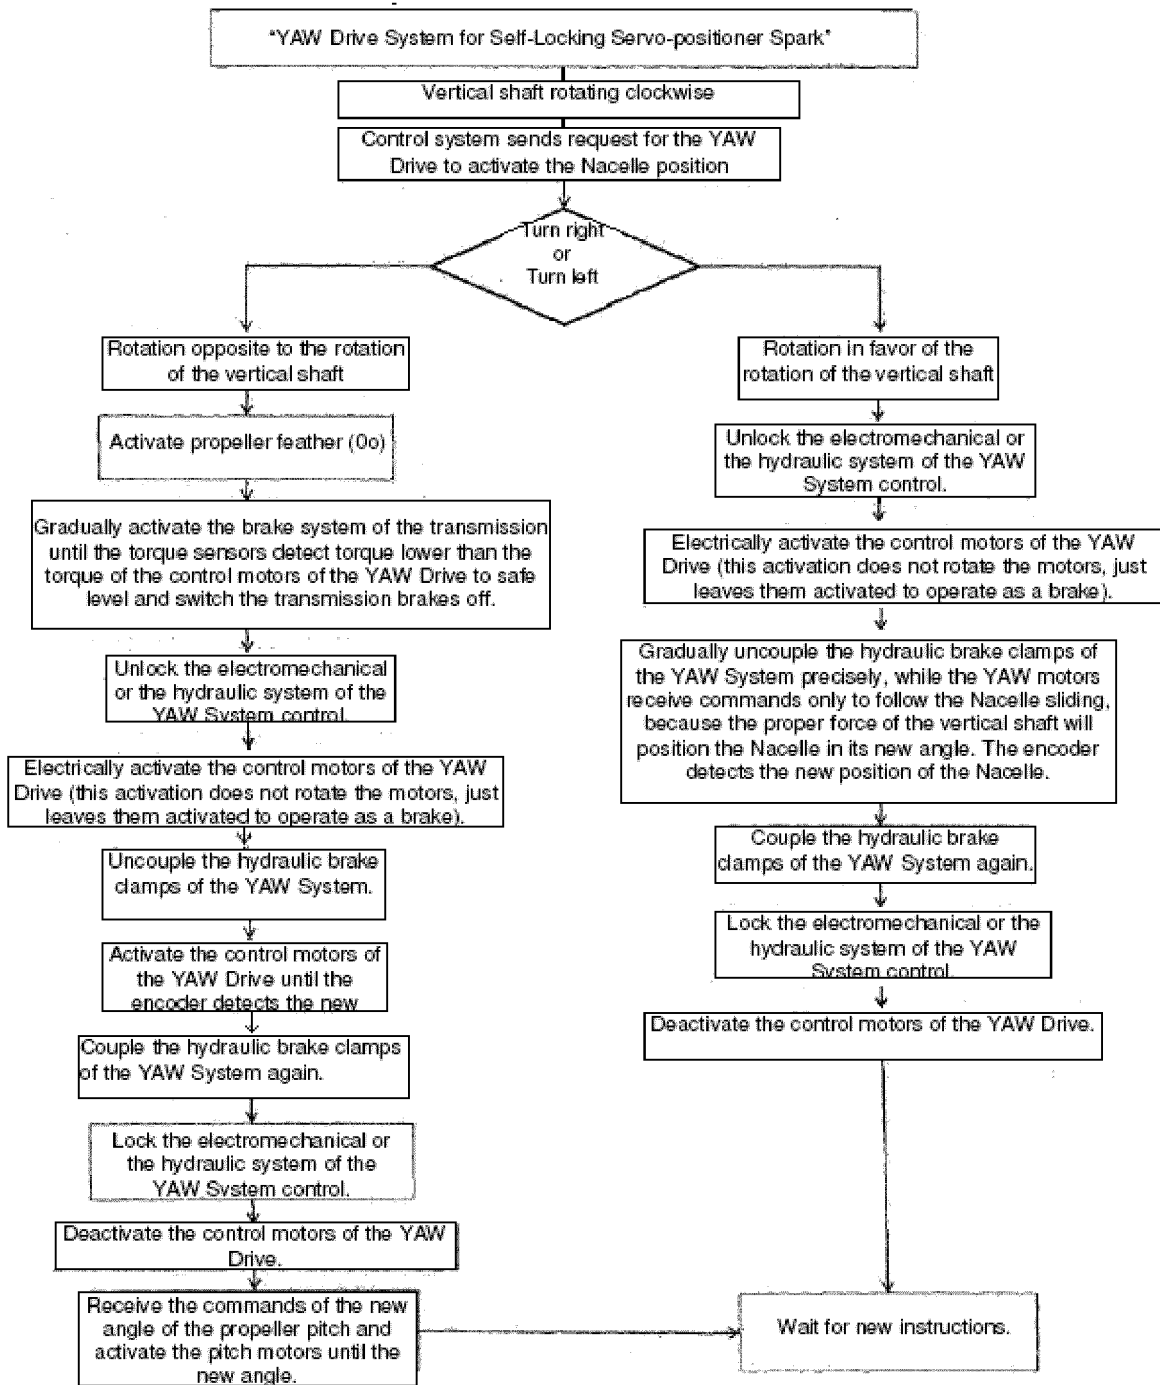 "YAW Drive System for Self-Locking Servo-positioner Spark"
Vertical shaft rotating clockwise
Control system sends request for the YAW
Drive to activate the Nacelle position
Turn right
or
Turn left
Rotation opposite to the rotation
of the vertical shaft
Activate propeller feather (0o)
Gradually activate the brake system of the transmission
until the torque sensors detect torque lower than the
torque of the control motors of the YAW Drive to safe
level and switch the transmission brakes off.
Unlock the electromechanical
or the hydraulic system of the
YAW System control.
Electrically activate the control motors of the YAW
Drive (this activation does not rotate the motors, just
leaves them activated to operate as a brake).
Uncouple the hydraulic brake
clamps of the YAW System.
Activate the control motors of
the YAW Drive until the
encoder detects the new
Couple the hydraulic brake clamps
of the YAW System again.
Lock the electromechanical or
the hydraulic system of the
YAW System control.
Deactivate the control motors of the YAW
Drive.
Receive the commands of the new
angle of the propeller pitch and
activate the pitch motors until the
new angle.
Rotation in favor of the
rotation of the vertical shaft
Unlock the electromechanical or
the hydraulic system of the YAW
System control.
Electrically activate the control motors of the YAW
Drive (this activation does not rotate the motors, just
leaves them activated to operate as a brake).
Gradually uncouple the hydraulic brake clamps of
the YAW System precisely, while the YAW motors
receive commands only to follow the Nacelle sliding,
because the proper force of the vertical shaft will
position the Nacelle in its new angle. The encoder
detects the new position of the Nacelle.
Couple the hydraulic brake
clamps of the YAW System again.
Lock the electromechanical or the
hydraulic system of the YAW
System control.
Deactivate the control motors of the YAW Drive.
Wait for new instructions.